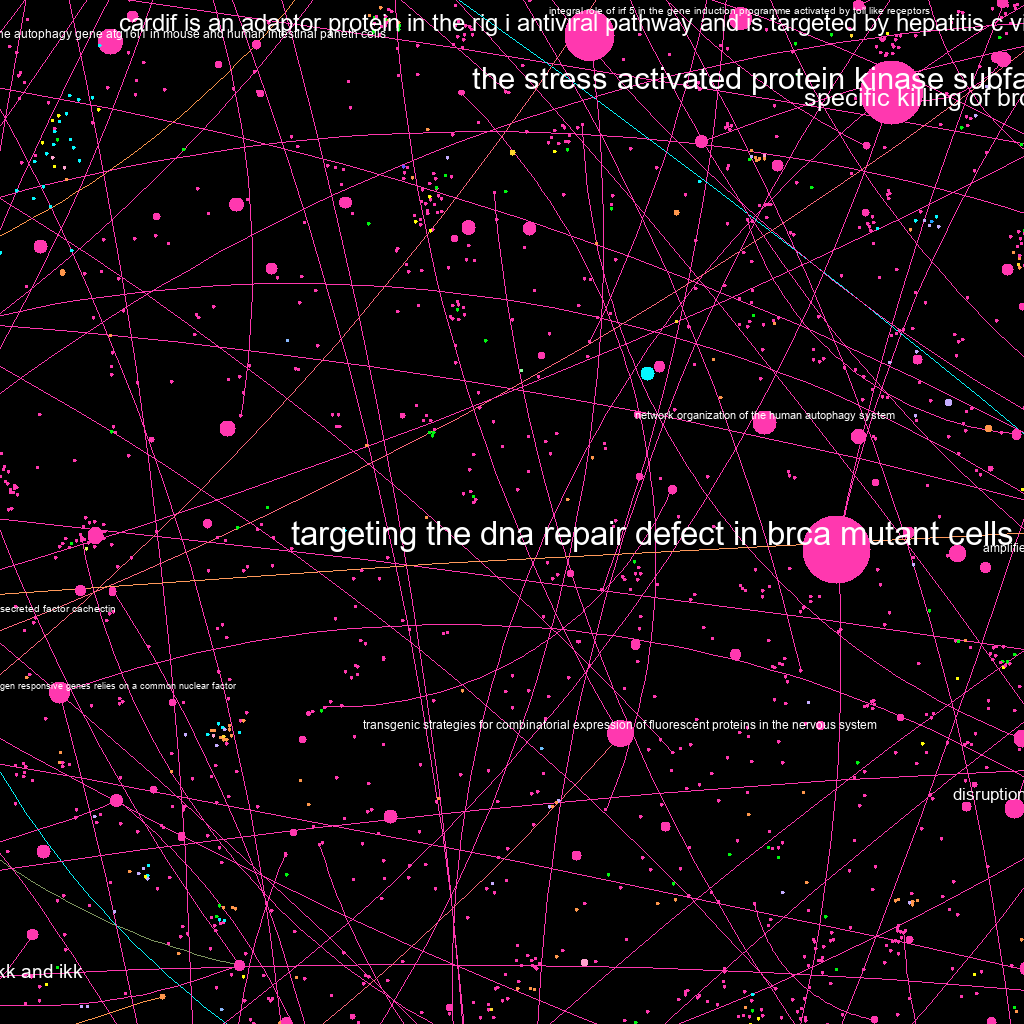 integral role of irf 5 in the gene induction programme activated by toll like receptors
cardif is an adaptor protein in the rig i antiviral pathway and is targeted by hepatitis c vi
he autophagy gene atg16l1 in mouse and human intestinal paneth cells
the stress activated protein kinase subfa
specific killing of brc
network organization of the human autophagy system
targeting the dna repair defect in brca mutant cells
amplifie
secreted factor cachectin
gen responsive genes relies on a common nuclear factor
transgenic strategies for combinatorial expression of fluorescent proteins in the nervous system
disruption
kk and ikk